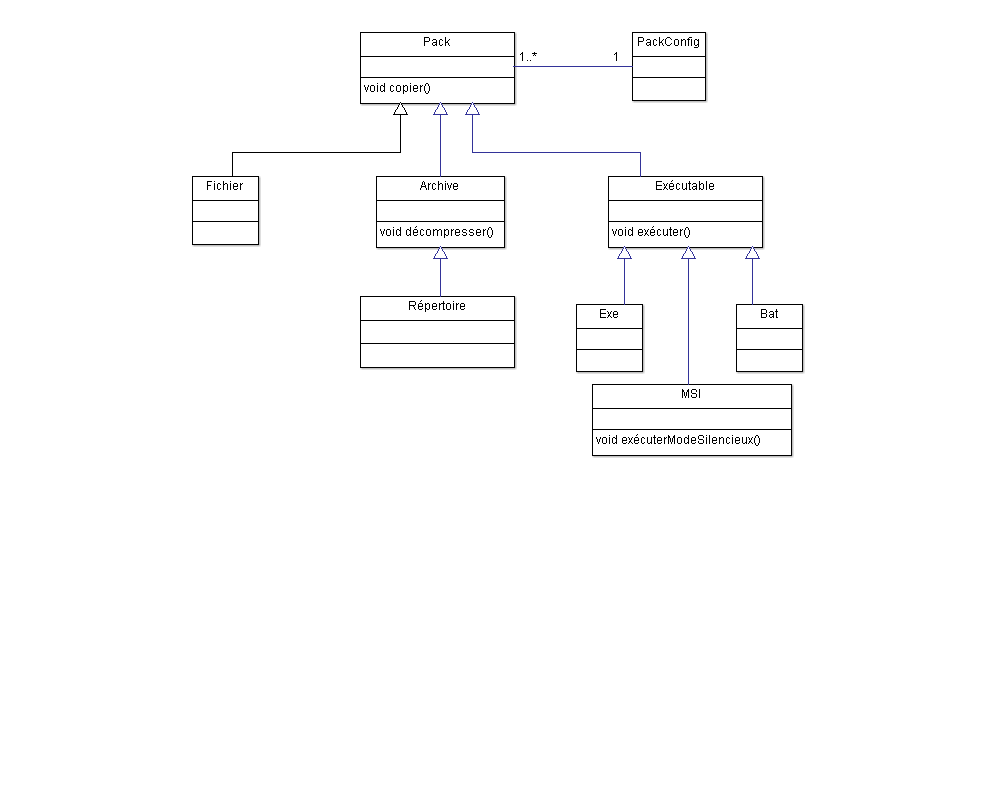 Pack
PackConfig
1..*
1
void copier()
Fichier
Archive
Exécutable
void décompresser()
void exécuter()
Répertoire
Exe
Bat
MSI
void exécuterModeSilencieux()